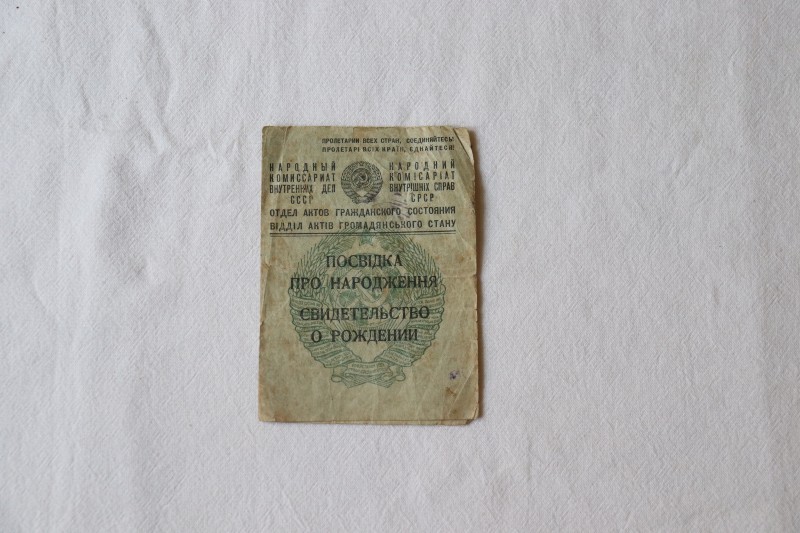 ПРОЛЕТАРИИ ВСЕХ СТРАН, СОЕДИНЯЙТЕСЬ!
ПРОЛЕТАРІ ВСІХ КРАЇН, ЄДНАЙТЕСЯ!
НАРОДНЫЙ
КОМИССАРИАТ
ВНУТРЕННИХ ДЕЛ
СССР
НАРОДНИЙ
КОМІСАРІАТ
ВНУТРІШНІХ СПРАВ
СРСР
ОТДЕЛ АКТОВ ГРАЖДАНСКОГО СОСТОЯНИЯ
ВІДДІЛ АКТІВ ГРОМАДЯНСЬКОГО СТАНУ
ПОСВІДКА
ПРО НАРОДЖЕННЯ
СВИДЕТЕЛЬСТВО
О РОЖДЕНИИ